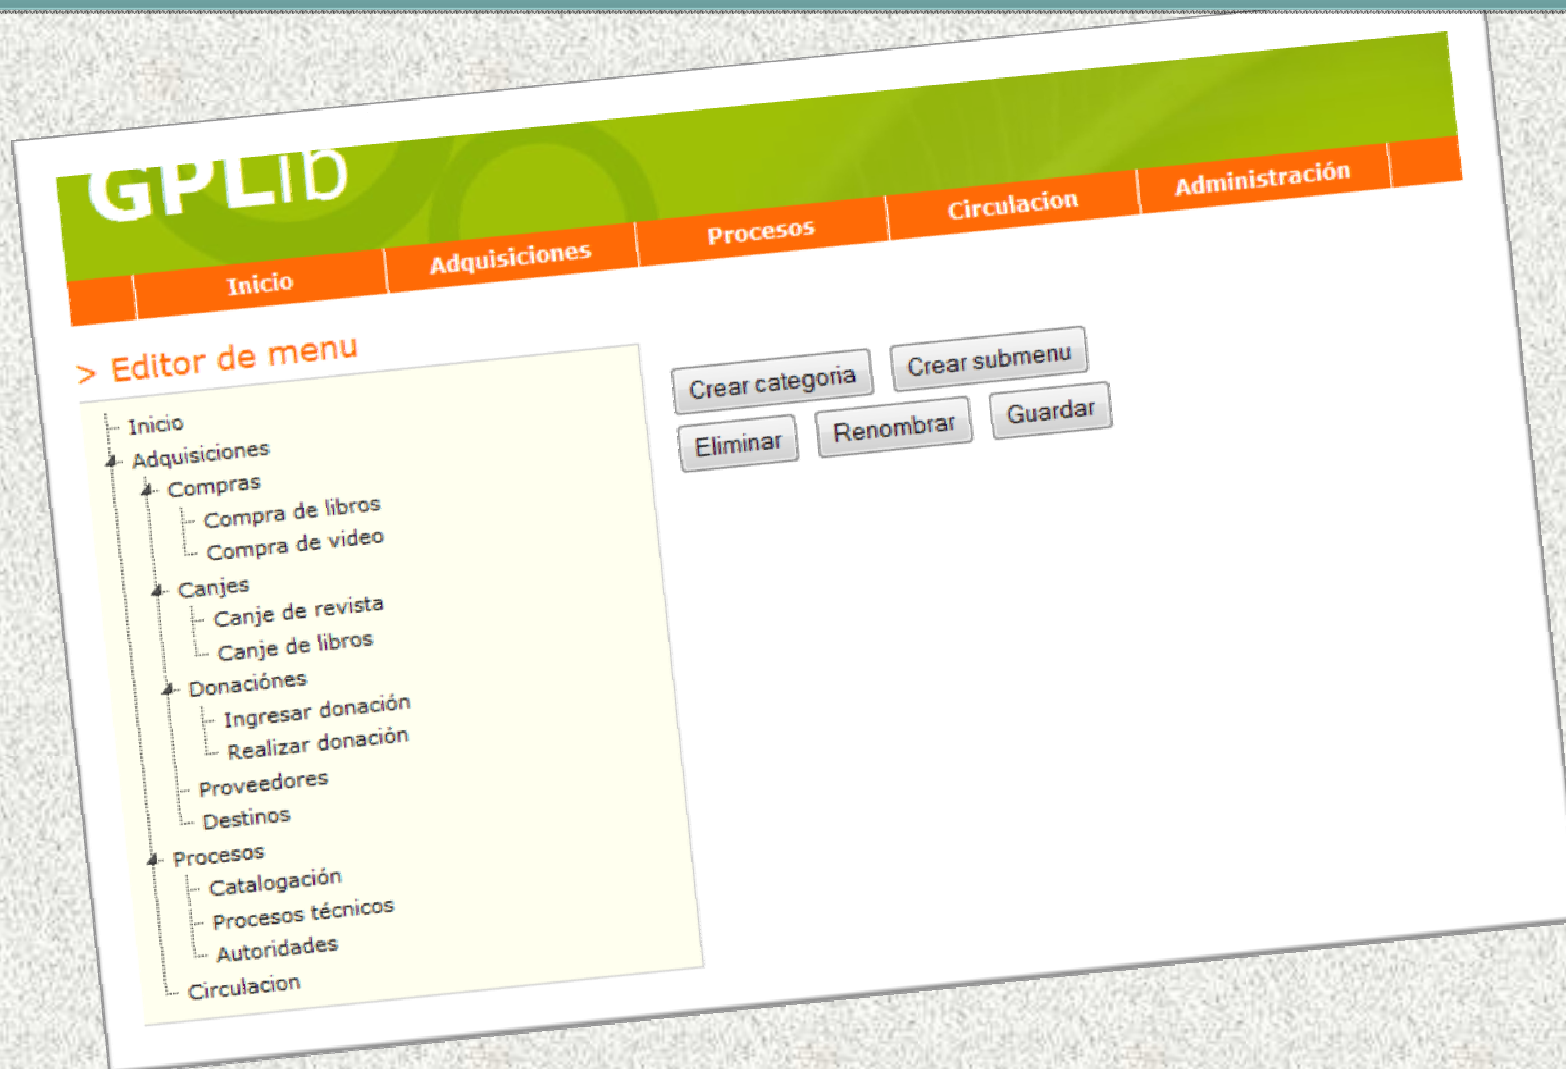 GPLib
Inicio Adquisiciones Procesos Circulacion Administración
> Editor de menu
Crear categoria Crear submenu
Eliminar Renombrar Guardar
Inicio
Adquisiciones
Compras
Compra de libros
Compra de video
Canjes
Canje de revista
Canje de libros
Donaciónes
Ingresar donación
Realizar donación
Proveedores
Destinos
Procesos
Catalogación
Procesos técnicos
Autoridades
Circulacion